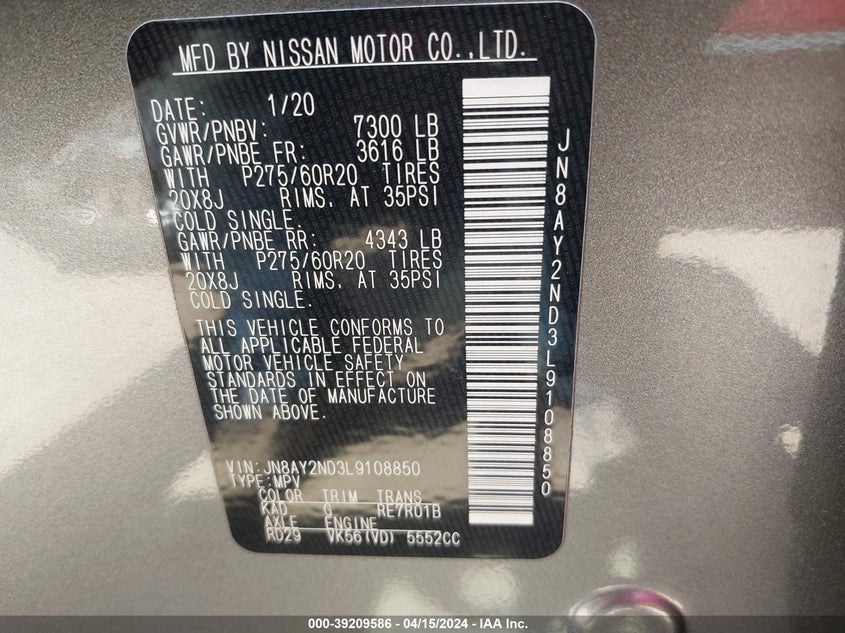 MFD BY NISSAN MOTOR CO.,LTD.
DATE: 1/20
GVWR/PNBV: 7300 LB
GAWR/PNBE FR: 3616 LB
WITH P275/60R20 TIRES
20X8J RIMS, AT 35PSI
COLD SINGLE.
GAWR/PNBE RR: 4343 LB
WITH P275/60R20 TIRES
20X8J RIMS, AT 35PSI
COLD SINGLE.
THIS VEHICLE CONFORMS TO
ALL APPLICABLE FEDERAL
MOTOR VEHICLE SAFETY
STANDARDS IN EFFECT ON
THE DATE OF MANUFACTURE
SHOWN ABOVE.
VIN: JN8AY2ND3L9108850
TYPE: MPV
COLOR TRIM TRANS
KAD G RE7R01B
AXLE ENGINE
RD29 VK56(VD) 5552CC
JN8AY2ND3L9108850
000-39209586 - 04/15/2024 - IAA Inc.